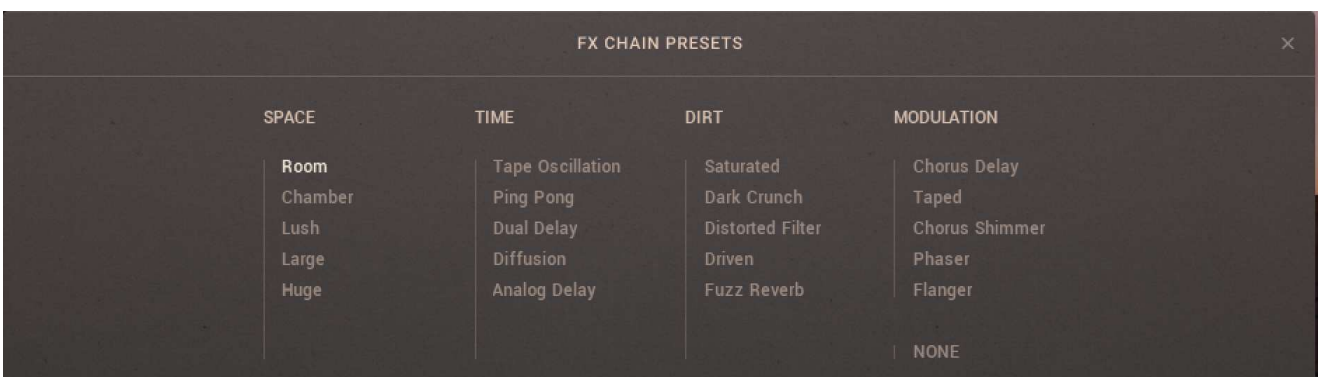 FX CHAIN PRESETS
×
SPACE
Room
Chamber
Lush
Large
Huge
TIME
Tape Oscillation
Ping Pong
Dual Delay
Diffusion
Analog Delay
DIRT
Saturated
Dark Crunch
Distorted Filter
Driven
Fuzz Reverb
MODULATION
Chorus Delay
Taped
Chorus Shimmer
Phaser
Flanger
NONE